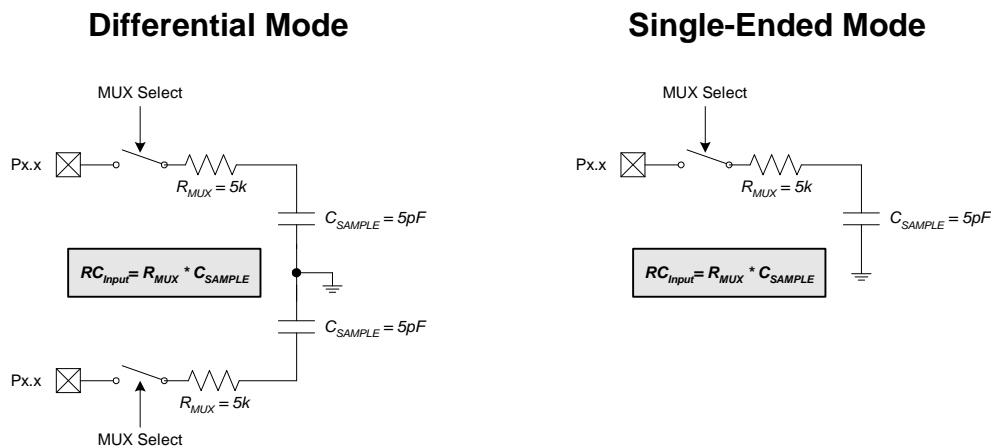 Differential Mode
MUX Select
Px.x
R_MUX = 5k
C_SAMPLE = 5pF
RC_Input= R_MUX * C_SAMPLE
C_SAMPLE = 5pF
Px.x
R_MUX = 5k
MUX Select
Single-Ended Mode
MUX Select
Px.x
R_MUX = 5k
C_SAMPLE = 5pF
RC_Input= R_MUX * C_SAMPLE